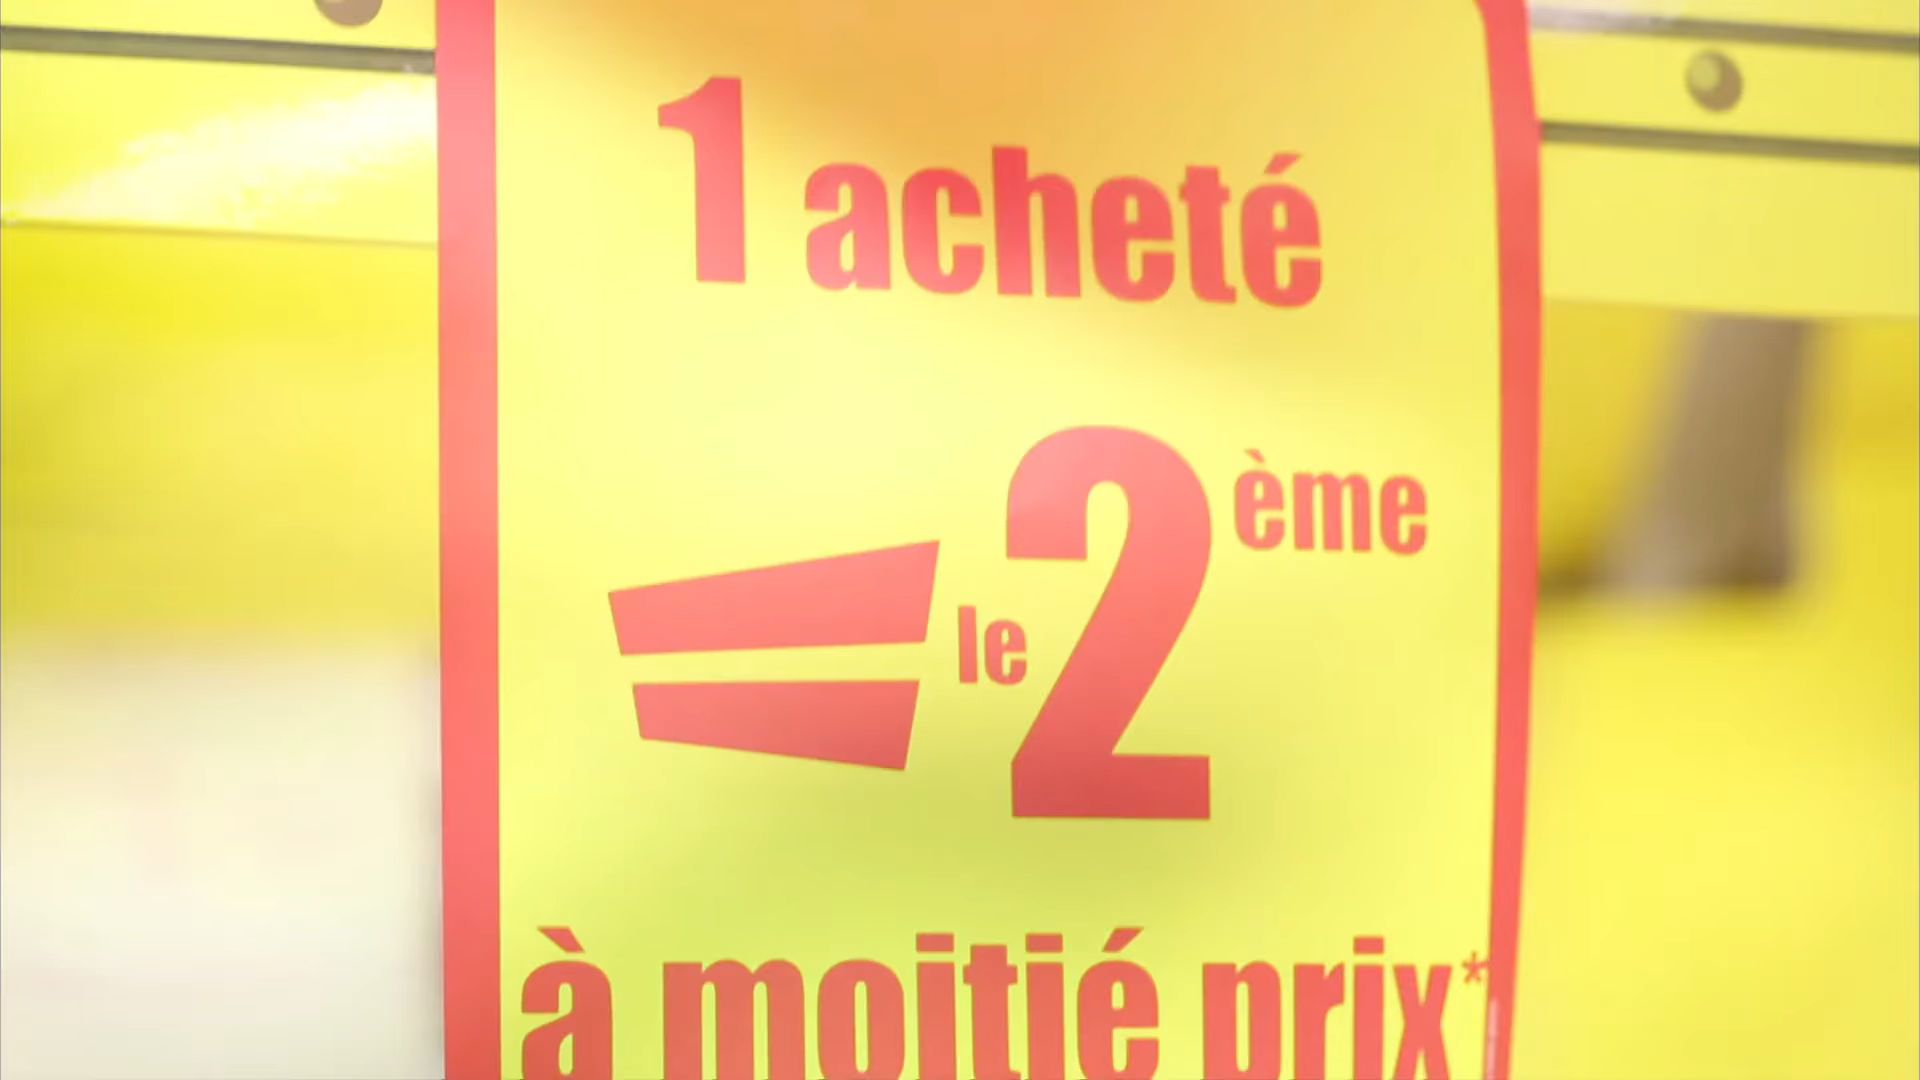 1 acheté
= le 2ème
à moitié prix*